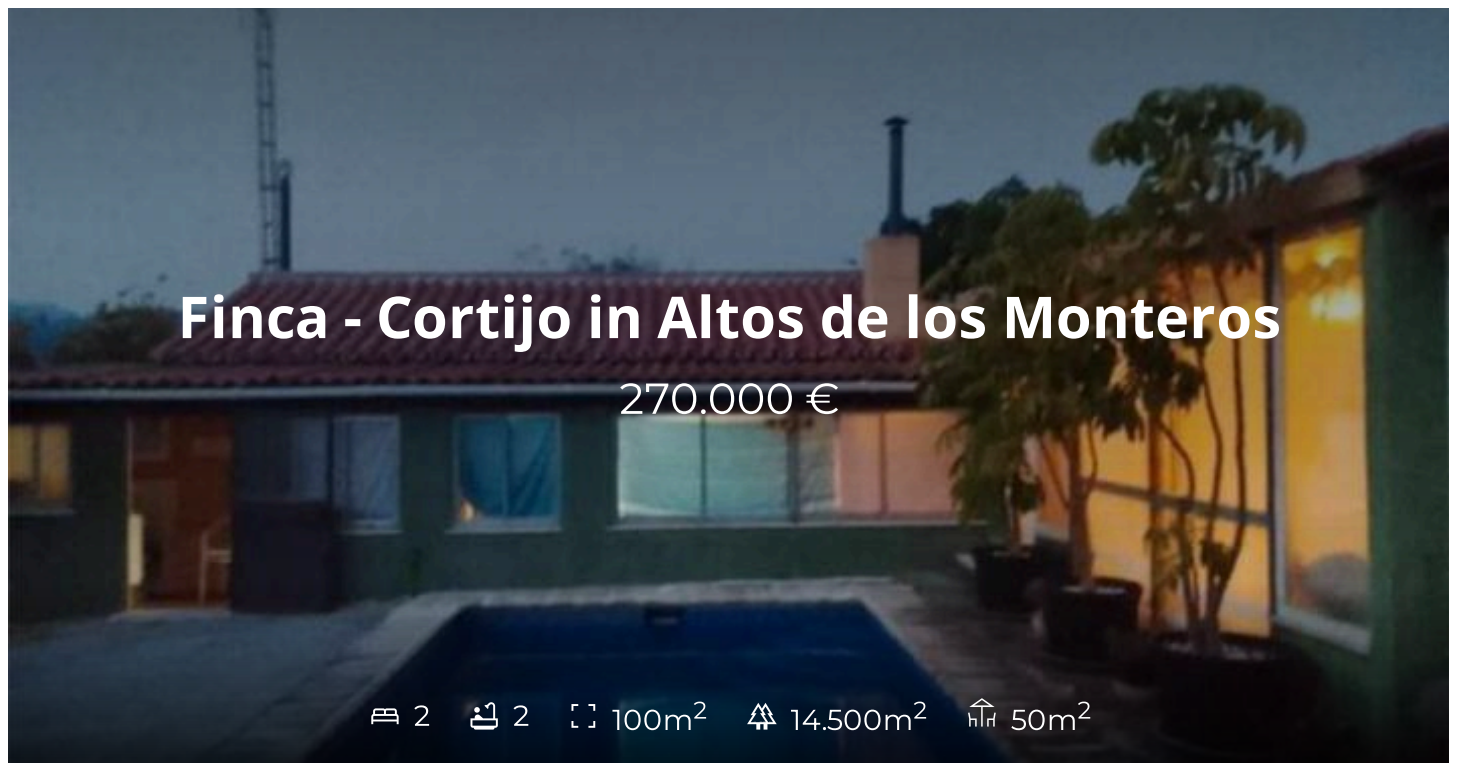 Finca - Cortijo in Altos de los Monteros
270.000 €
2 2 100m² 14.500m² 50m²